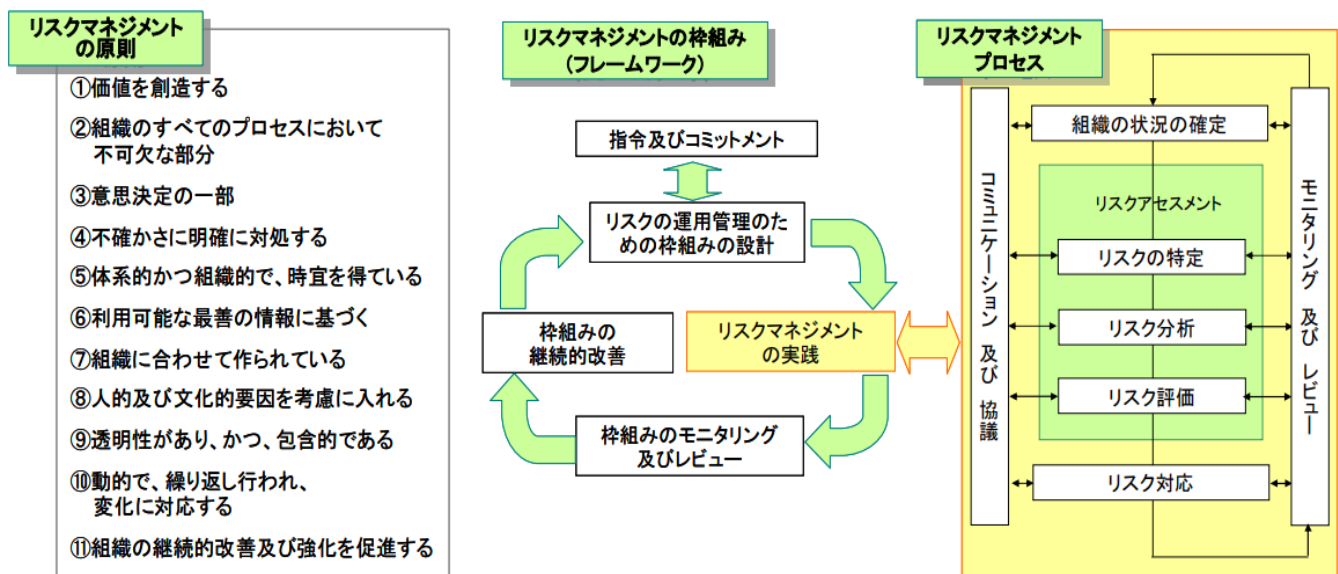 リスクマネジメント
の原則
①価値を創造する
②組織のすべてのプロセスにおいて
不可欠な部分
③意思決定の一部
④不確かさに明確に対処する
⑤体系的かつ組織的で、時宜を得ている
⑥利用可能な最善の情報に基づく
⑦組織に合わせて作られている
⑧人的及び文化的要因を考慮に入れる
⑨透明性があり、かつ、包含的である
⑩動的で、繰り返し行われ、
変化に対応する
⑪組織の継続的改善及び強化を促進する
リスクマネジメントの枠組み
(フレームワーク)
指令及びコミットメント
リスクの運用管理のた
めの枠組みの設計
枠組みの
継続的改善
リスクマネジメント
の実践
枠組みのモニタリング
及びレビュー
リスクマネジメント
プロセス
コミュニケーション 及び 協議
組織の状況の確定
リスクアセスメント
リスクの特定
リスク分析
リスク評価
リスク対応
モニタリング 及び レビュー